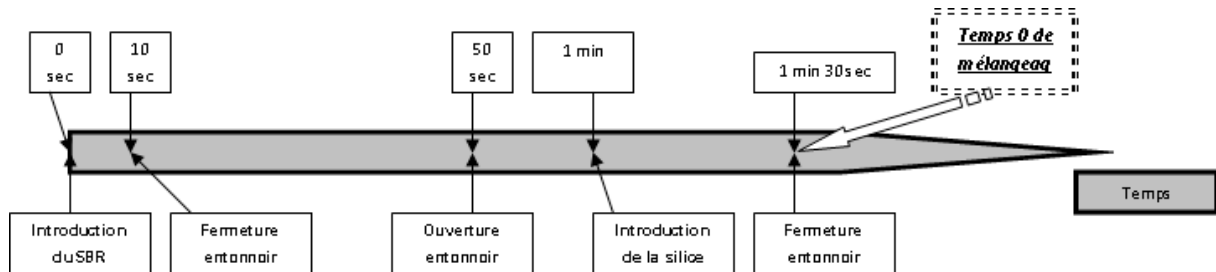 0
sec
10
sec
50
sec
1 min
1 min 30sec
Temps 0 de
mélangeag
Temps
Introduction
du SBR
Fermeture
entonnoir
Ouverture
entonnoir
Introduction
de la silice
Fermeture
entonnoir